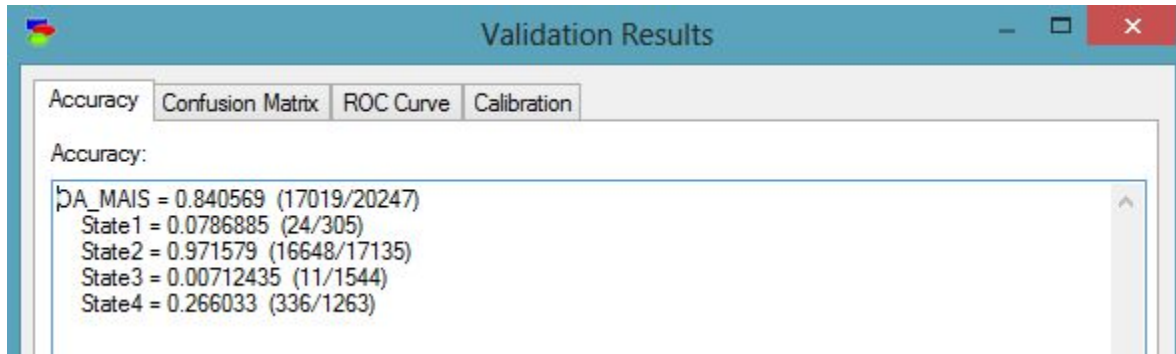 Validation Results
Accuracy Confusion Matrix ROC Curve Calibration
Accuracy:
DA_MAIS = 0.840569 (17019/20247)
State1 = 0.0786885 (24/305)
State2 = 0.971579 (16648/17135)
State3 = 0.00712435 (11/1544)
State4 = 0.266033 (336/1263)